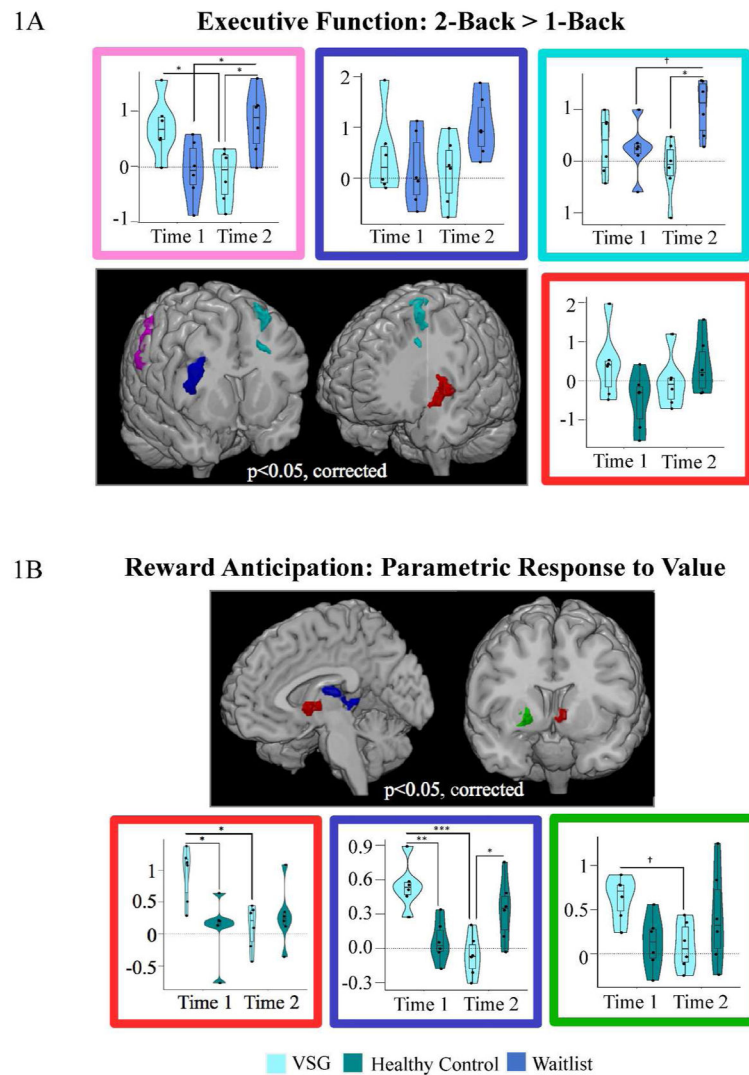 1A
Executive Function: 2-Back > 1-Back
*
*
*
1
0
-1
Time 1 Time 2
2
1
0
Time 1 Time 2
†
*
1
0
1
Time 1 Time 2
p<0.05, corrected
2
1
0
-1
Time 1 Time 2
1B
Reward Anticipation: Parametric Response to Value
p<0.05, corrected
*
*
1
0.5
0
-0.5
Time 1 Time 2
***
**
*
0.9
0.6
0.3
0.0
-0.3
Time 1 Time 2
†
1
0.5
0
Time 1 Time 2
VSG Healthy Control Waitlist